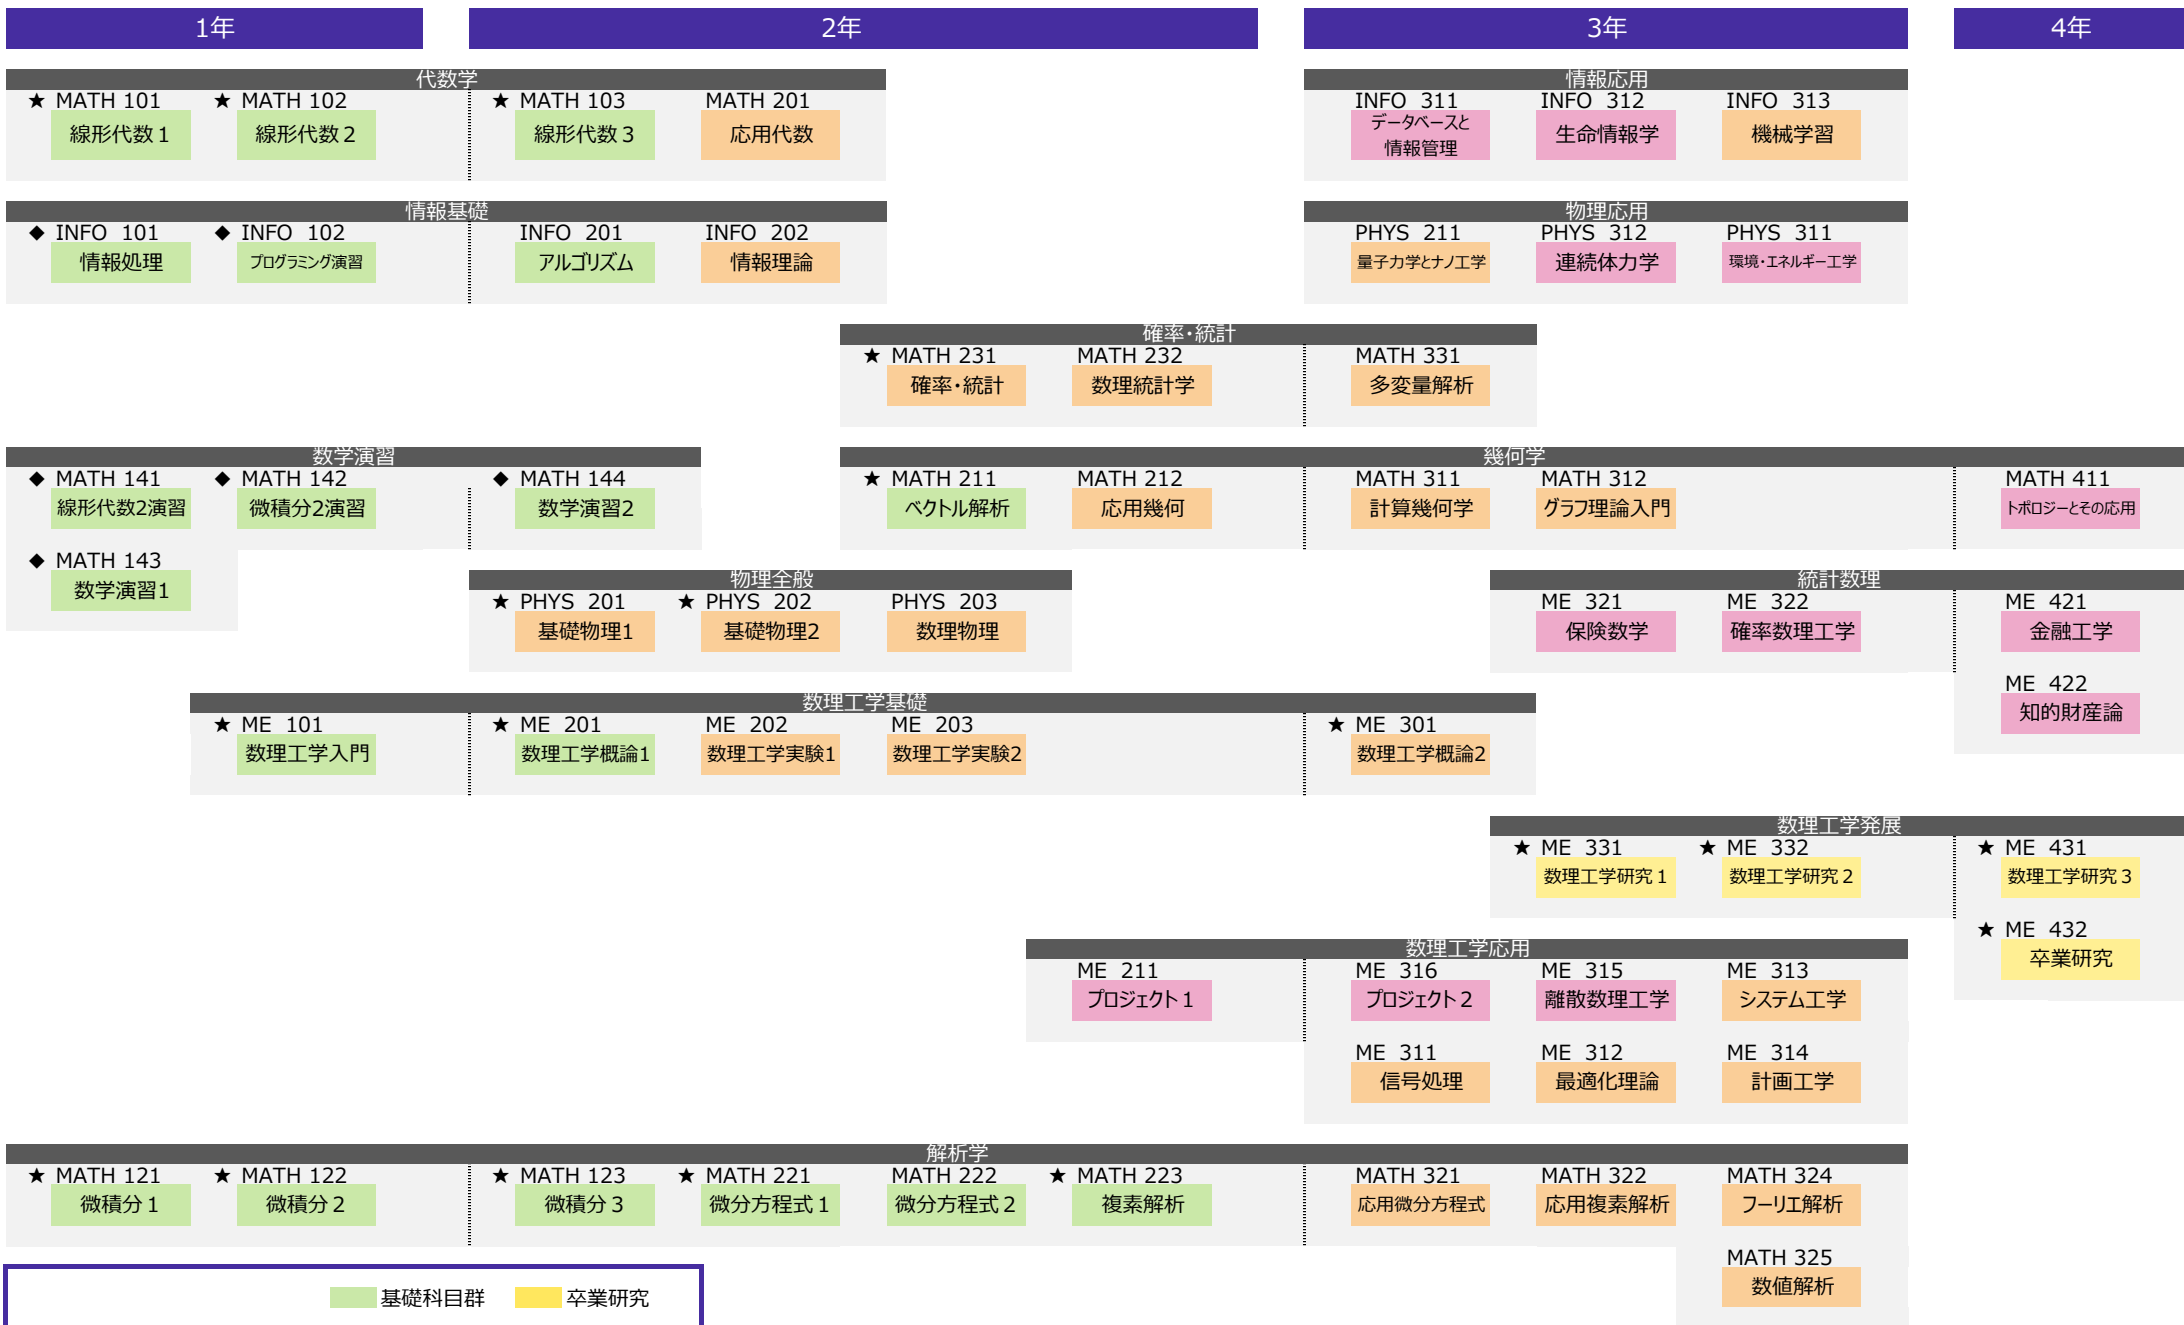 1年 2年 3年 4年
代数学 情報応用
★ MATH 101 ★ MATH 102 ★ MATH 103 MATH 201 INFO 311 INFO 312 INFO 313
線形代数１ 線形代数２ 線形代数３ 応用代数 データベースと 生命情報学 機械学習
情報管理
情報基礎 物理応用
◆ INFO 101 ◆ INFO 102 INFO 201 INFO 202 PHYS 211 PHYS 312 PHYS 311
情報処理 プログラミング演習 アルゴリズム 情報理論 量子力学とナノ工学 連続体力学 環境・エネルギー工学
確率・統計
★ MATH 231 MATH 232 MATH 331
確率・統計 数理統計学 多変量解析
数学演習 幾何学
◆ MATH 141 ◆ MATH 142 ◆ MATH 144 ★ MATH 211 MATH 212 MATH 311 MATH 312 MATH 411
線形代数2演習 微積分2演習 数学演習2 ベクトル解析 応用幾何 計算幾何学 グラフ理論入門 トポロジーとその応用
◆ MATH 143
数学演習1
物理全般 統計数理
★ PHYS 201 ★ PHYS 202 PHYS 203 ME 321 ME 322 ME 421
基礎物理1 基礎物理2 数理物理 保険数学 確率数理工学 金融工学
ME 422
知的財産論
数理工学基礎
★ ME 101 ★ ME 201 ME 202 ME 203 ★ ME 301
数理工学入門 数理工学概論1 数理工学実験1 数理工学実験2 数理工学概論2
数理工学発展
★ ME 331 ★ ME 332 ★ ME 431
数理工学研究１ 数理工学研究２ 数理工学研究３
★ ME 432
卒業研究
数理工学応用
ME 211 ME 316 ME 315 ME 313
プロジェクト１ プロジェクト２ 離散数理工学 システム工学
ME 311 ME 312 ME 314
信号処理 最適化理論 計画工学
解析学
★ MATH 121 ★ MATH 122 ★ MATH 123 ★ MATH 221 MATH 222 ★ MATH 223 MATH 321 MATH 322 MATH 324
微積分１ 微積分２ 微積分３ 微分方程式１ 微分方程式２ 複素解析 応用微分方程式 応用複素解析 フーリエ解析
MATH 325
数値解析
基礎科目群 卒業研究